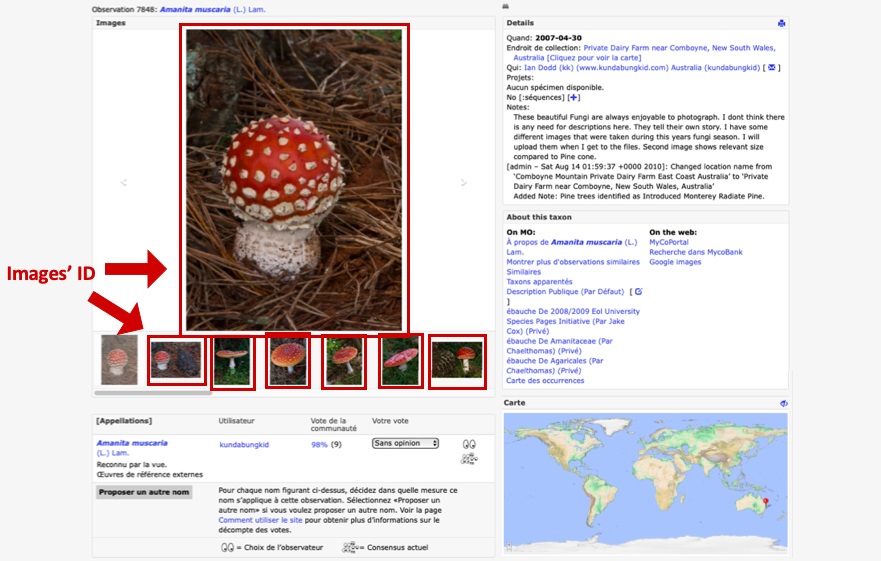 Observation 7848: Amanita muscaria (L.) Lam.
Images
Images' ID
[Appellations]
Utilisateur
Vote de la
communauté
Votre vote
Amanita muscaria
(L.) Lam.
kundabungkid
98% (9)
Sans opinion
Reconnu par la vue.
Œuvres de référence externes
Proposer un autre nom
Pour chaque nom figurant ci-dessus, décidez dans quelle mesure ce
nom s'applique à cette observation. Sélectionnez «Proposer un
autre nom» si vous voulez proposer un autre nom. Voir la page
Comment utiliser le site pour obtenir plus d'informations sur le
décompte des votes.
= Choix de l'observateur
= Consensus actuel
Details
Quand: 2007-04-30
Endroit de collection: Private Dairy Farm near Comboyne, New South Wales,
Australia [Cliquez pour voir la carte]
Qui: Ian Dodd (kk) (www.kundabungkid.com) Australia (kundabungkid) [ ]
Projets:
Aucun spécimen disponible.
No [:séquences] [+]
Notes:
These beautiful Fungi are always enjoyable to photograph. I dont think there
is any need for descriptions here. They tell their own story. I have some
different images that were taken during this years fungi season. I will
upload them when I get to the files. Second image shows relevant size
compared to Pine cone.
[admin – Sat Aug 14 01:59:37 +0000 2010]: Changed location name from
'Comboyne Mountain Private Dairy Farm East Coast Australia' to 'Private
Dairy Farm near Comboyne, New South Wales, Australia'
Added Note: Pine trees identified as Introduced Monterey Radiate Pine.
About this taxon
On MO:
À propos de Amanita muscaria (L.)
Lam.
Montrer plus d'observations similaires
Similaires
Taxons apparentés
Description Publique (Par Défaut) [
]
ébauche De 2008/2009 Eol University
Species Pages Initiative (Par Jake
Cox) (Privé)
ébauche De Amanitaceae (Par
Chaelthomas) (Privé)
ébauche De Agaricales (Par
Chaelthomas) (Privé)
Carte des occurrences
On the web:
MyCoPortal
Recherche dans MycoBank
Google images
Carte